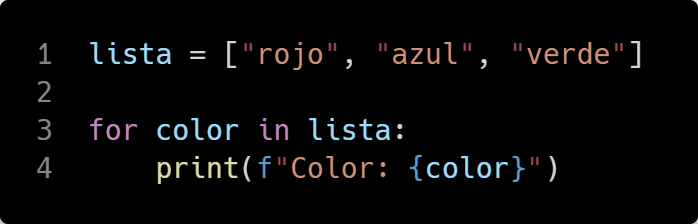 1 lista = ["rojo", "azul", "verde"]
2
3 for color in lista:
4     print(f"Color: {color}")